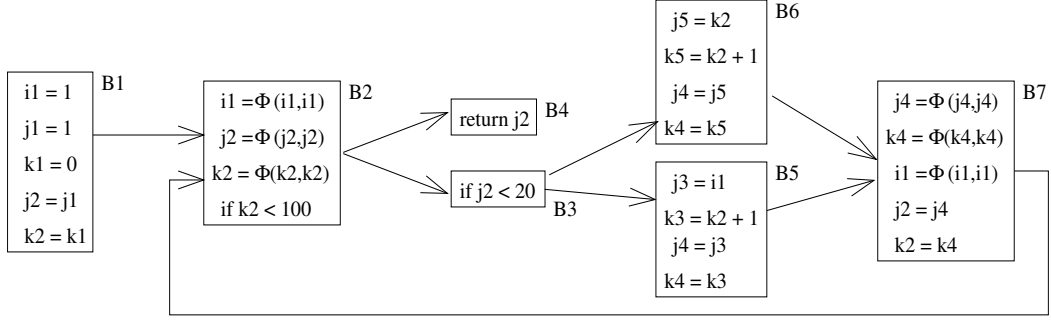 B1
i1 = 1
j1 = 1
k1 = 0
j2 = j1
k2 = k1
B2
i1 =Φ (i1,i1)
j2 = Φ (j2,j2)
k2 = Φ(k2,k2)
if k2 < 100
B4
return j2
if j2 < 20
B3
B6
j5 = k2
k5 = k2 + 1
j4 = j5
k4 = k5
B5
j3 = i1
k3 = k2 + 1
j4 = j3
k4 = k3
B7
j4 =Φ (j4,j4)
k4 = Φ(k4,k4)
i1 =Φ (i1,i1)
j2 = j4
k2 = k4